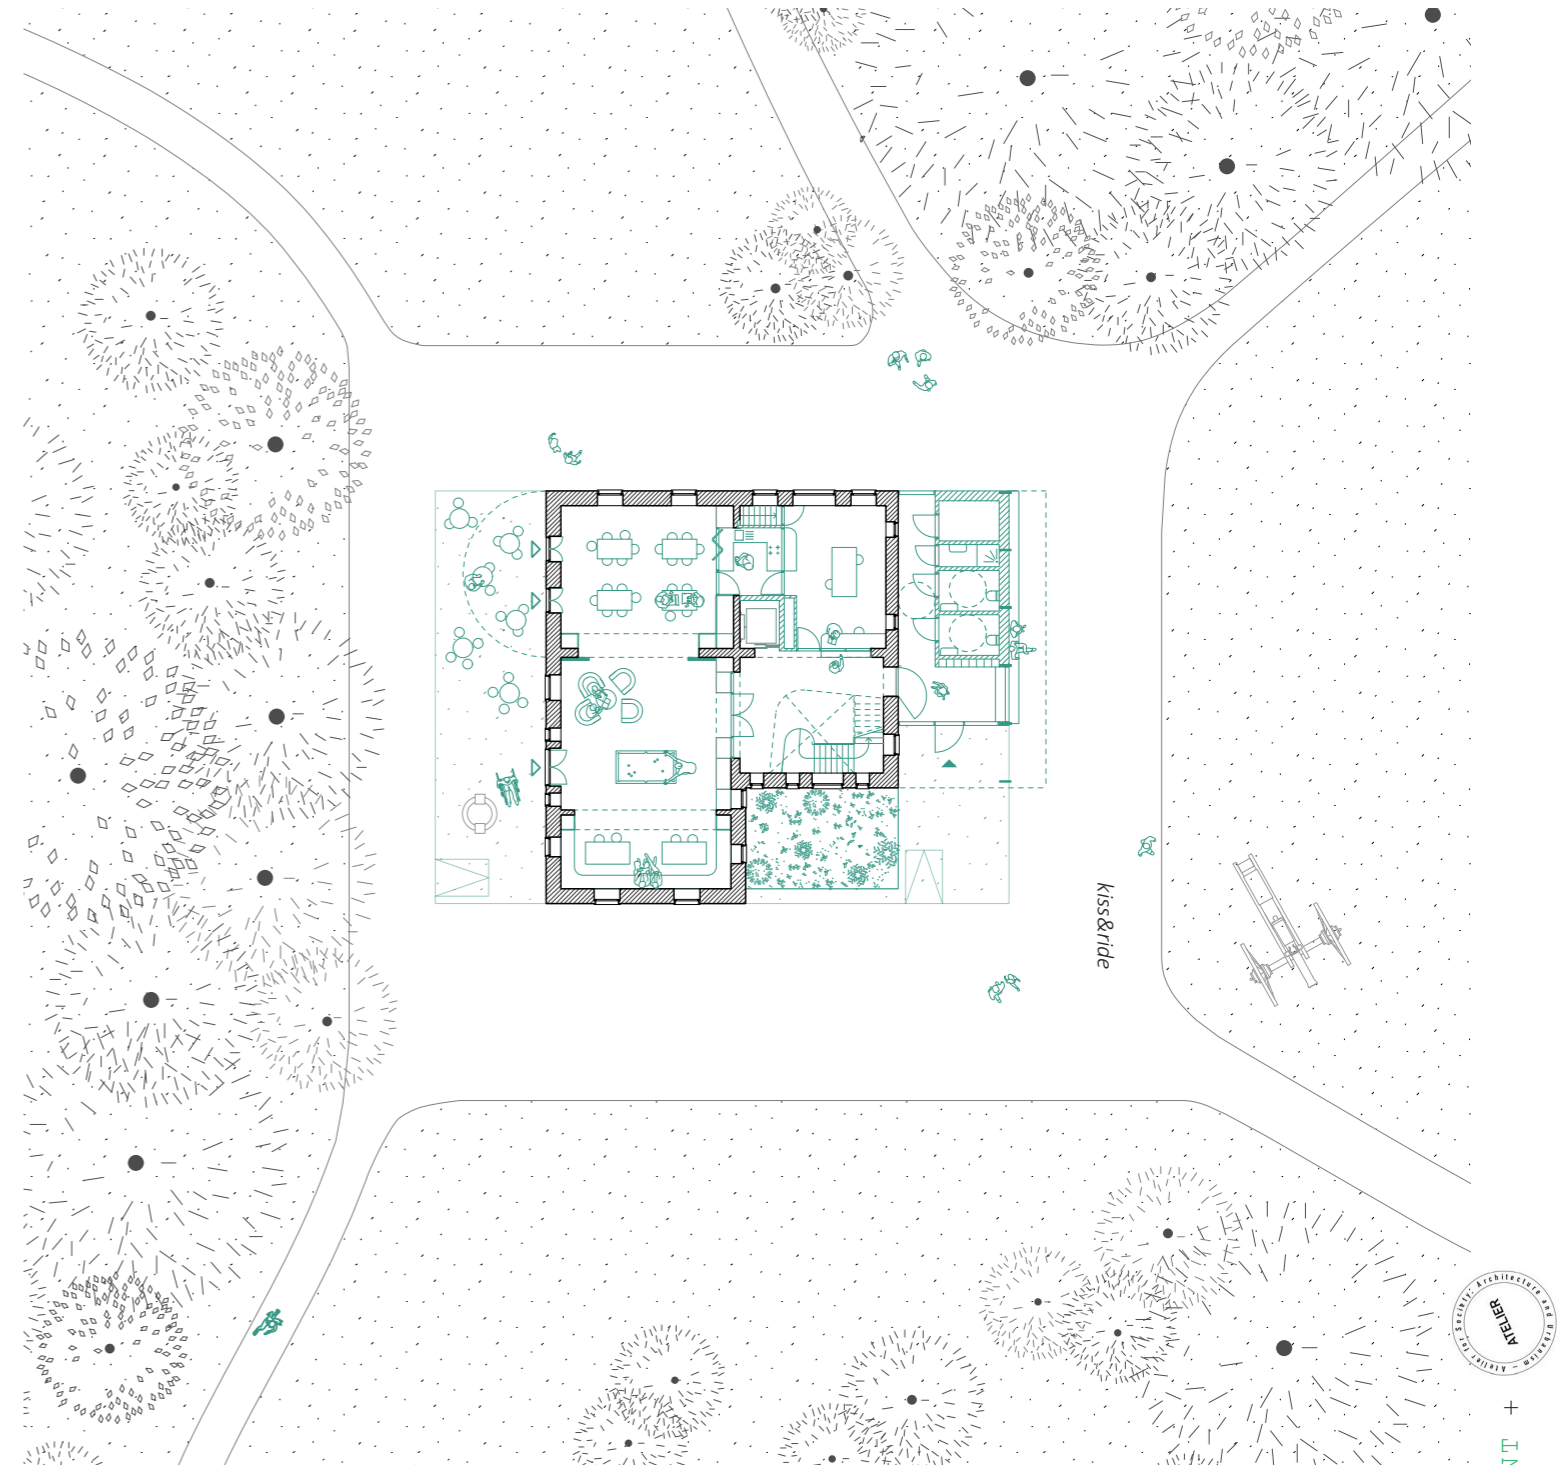 kiss&ride
Atelier for Society: Architecture and Urbanism –
ATELIER
+